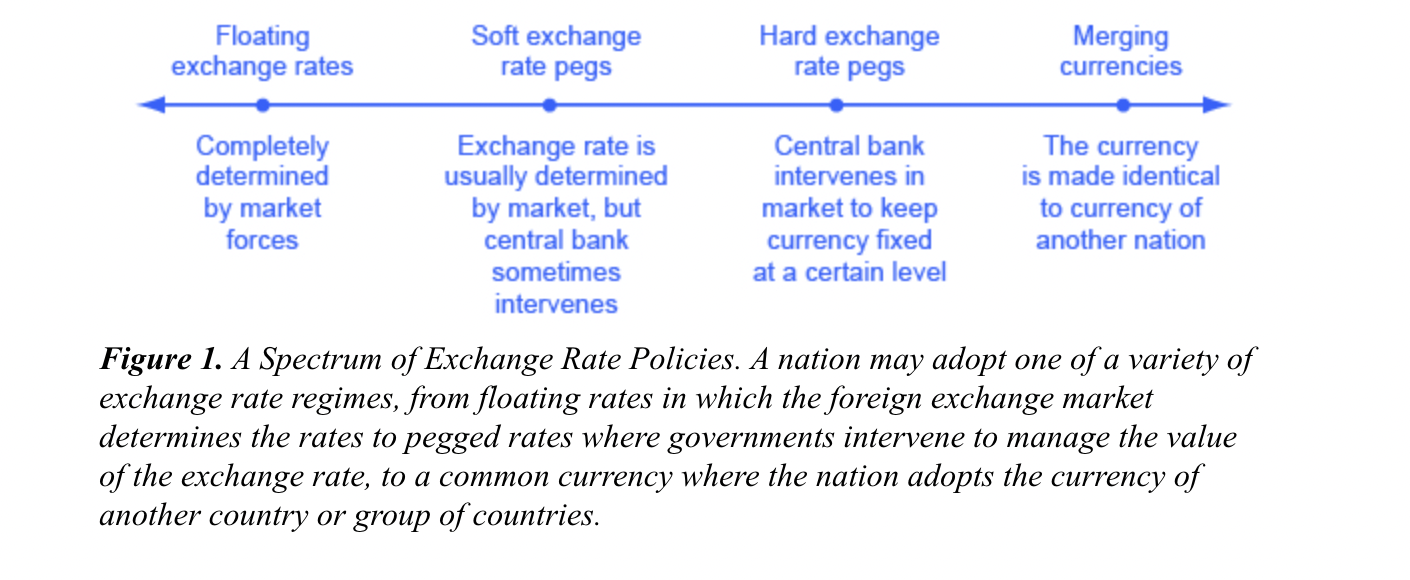 Floating
exchange rates
Soft exchange
rate pegs
Hard exchange
rate pegs
Merging
currencies
Completely
determined
by market
forces
Exchange rate is
usually determined
by market, but
central bank
sometimes
intervenes
Central bank
intervenes in
market to keep
currency fixed
at a certain level
The currency
is made identical
to currency of
another nation
Figure 1. A Spectrum of Exchange Rate Policies. A nation may adopt one of a variety of
exchange rate regimes, from floating rates in which the foreign exchange market
determines the rates to pegged rates where governments intervene to manage the value
of the exchange rate, to a common currency where the nation adopts the currency of
another country or group of countries.